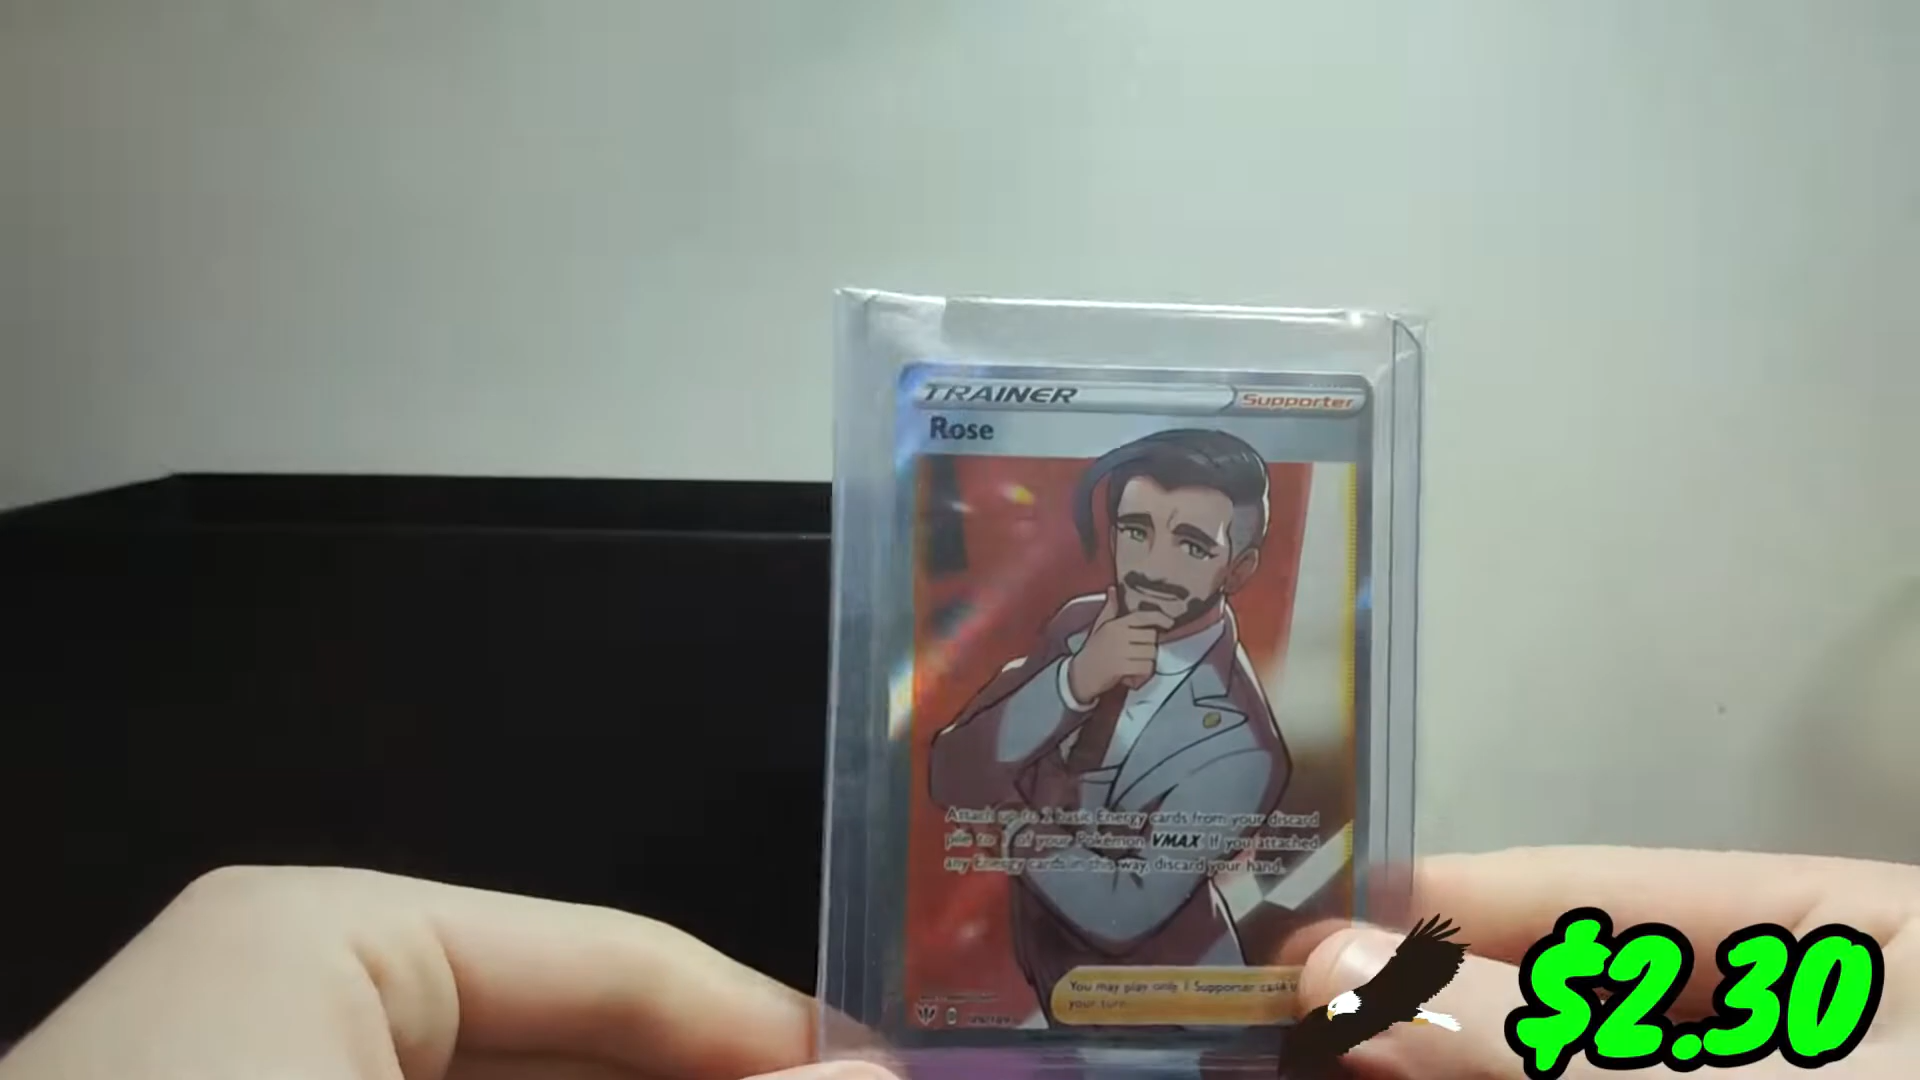 TRAINER Supporter
Rose
Attach up to 2 basic Energy cards from your discard
pile to 1 of your Pokémon VMAX. If you attached
any Energy cards in this way, discard your hand.
You may play only 1 Supporter card
your turn.
$2.30